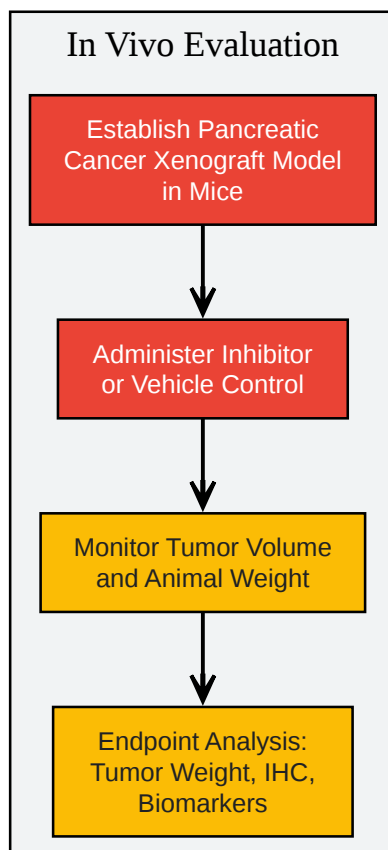 In Vivo Evaluation
Establish Pancreatic
Cancer Xenograft Model
in Mice
Administer Inhibitor
or Vehicle Control
Monitor Tumor Volume
and Animal Weight
Endpoint Analysis:
Tumor Weight, IHC,
Biomarkers